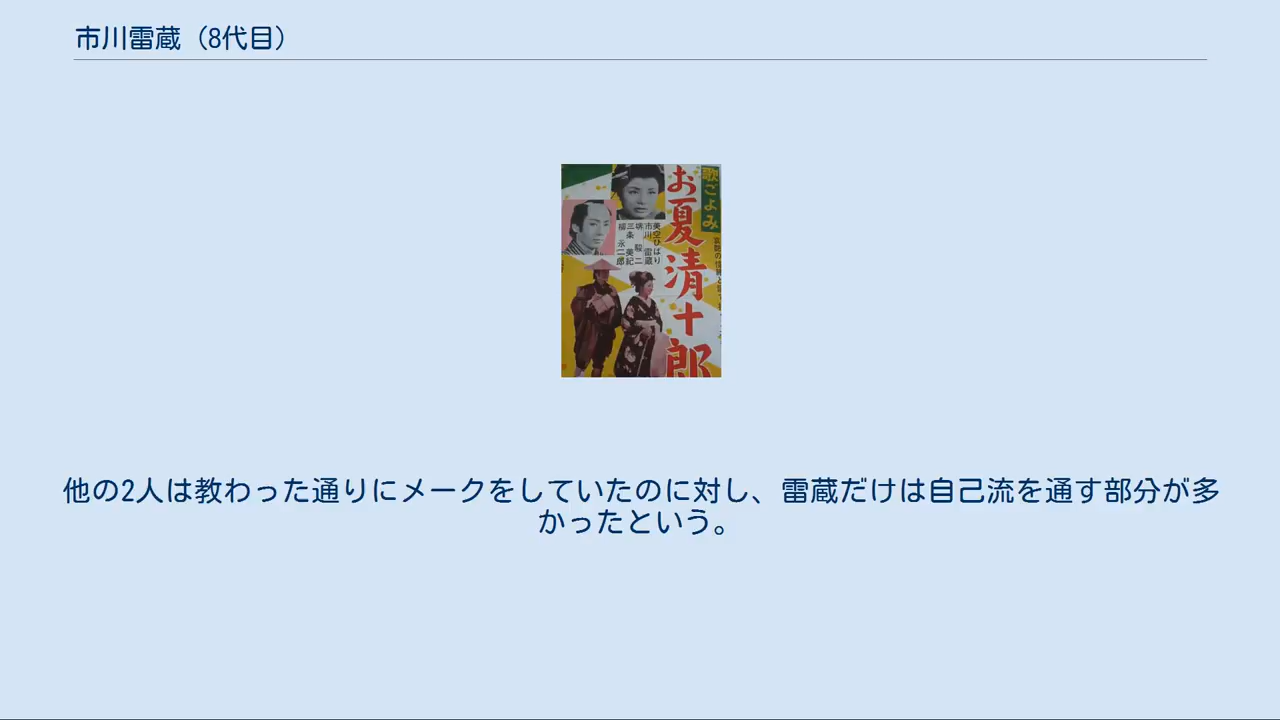 市川雷蔵（8代目）
歌ごよみ
お夏清十郎
美空ひばり
市川雷蔵
堺駿二
三条美紀
柳永二郎
他の2人は教わった通りにメークをしていたのに対し、雷蔵だけは自己流を通す部分が多
かったという。